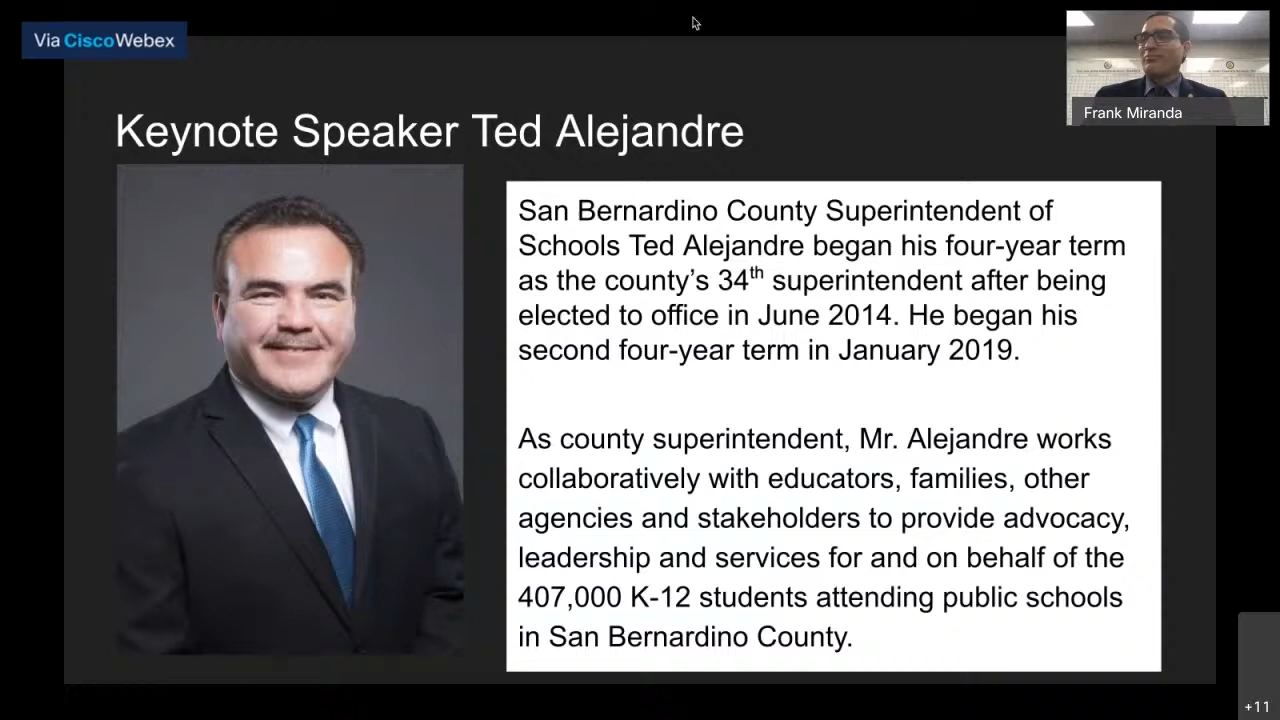 Via CiscoWebex
Frank Miranda
Keynote Speaker Ted Alejandre
San Bernardino County Superintendent of
Schools Ted Alejandre began his four-year term
as the county’s 34th superintendent after being
elected to office in June 2014. He began his
second four-year term in January 2019.
As county superintendent, Mr. Alejandre works
collaboratively with educators, families, other
agencies and stakeholders to provide advocacy,
leadership and services for and on behalf of the
407,000 K-12 students attending public schools
in San Bernardino County.
+11